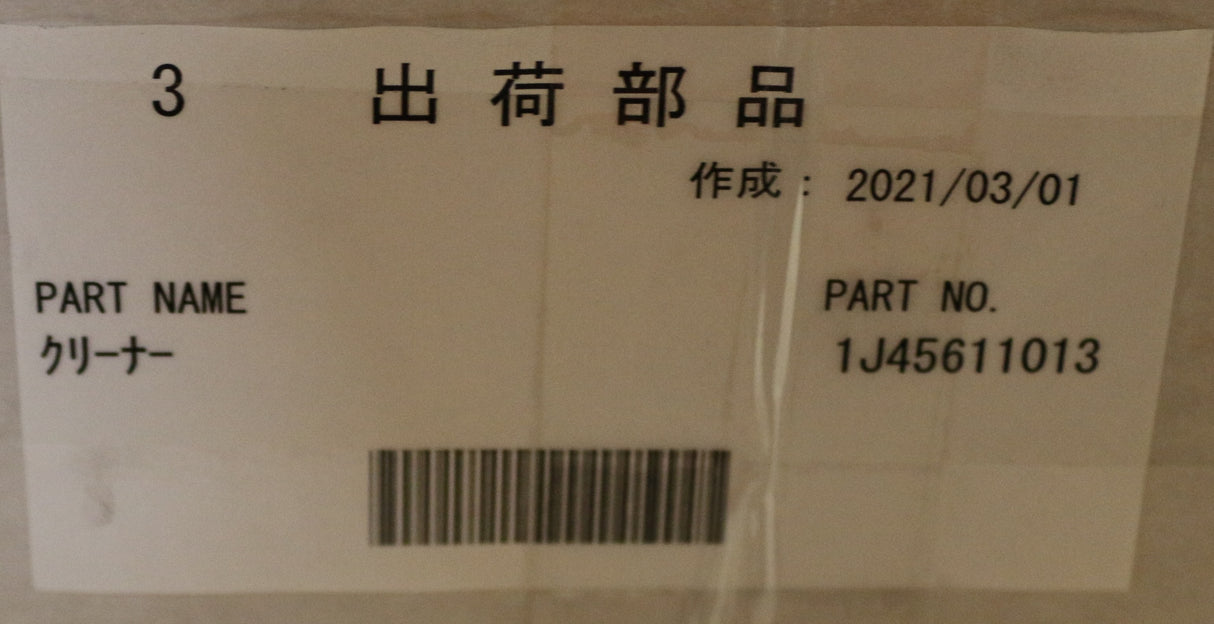 3 出荷部品
作成: 2021/03/01
PART NAME PART NO.
ｸﾘｰﾅｰ 1J45611013